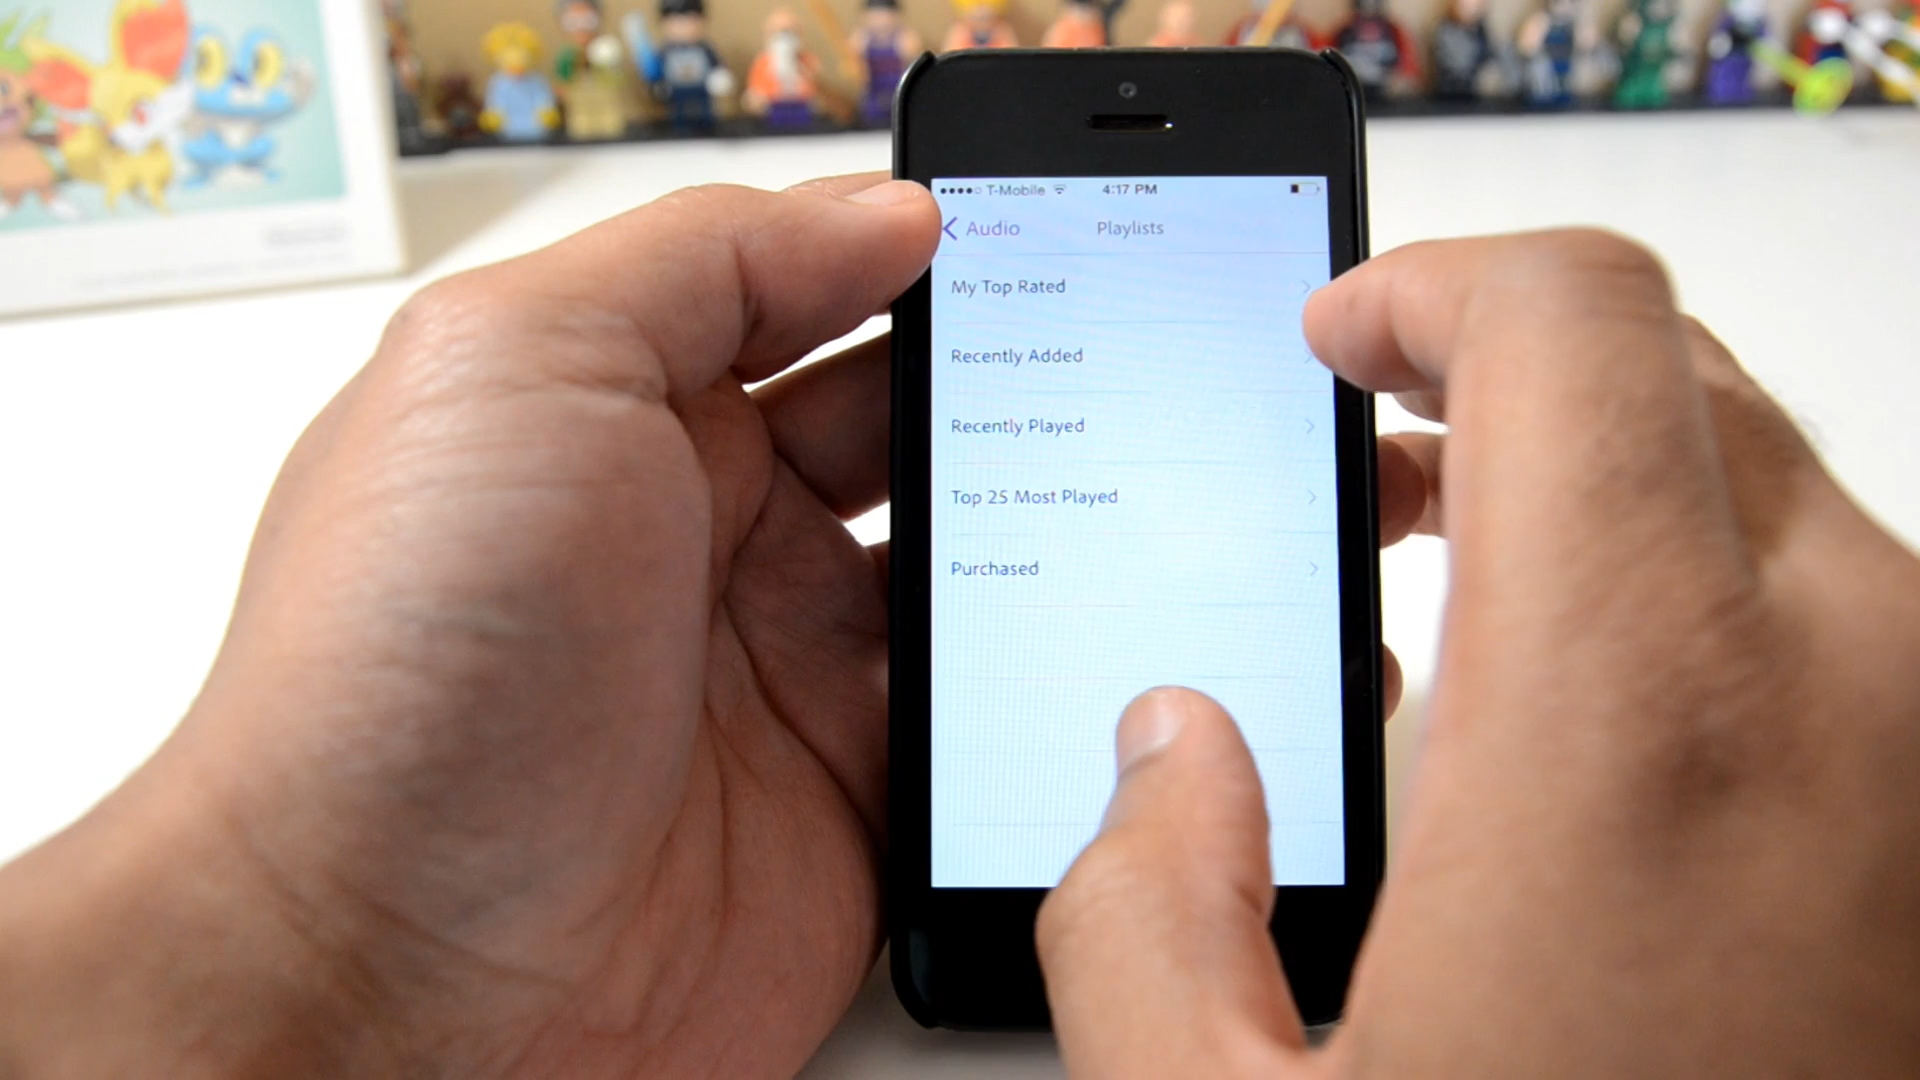 T-Mobile 4:17 PM
Audio Playlists
My Top Rated
Recently Added
Recently Played
Top 25 Most Played
Purchased